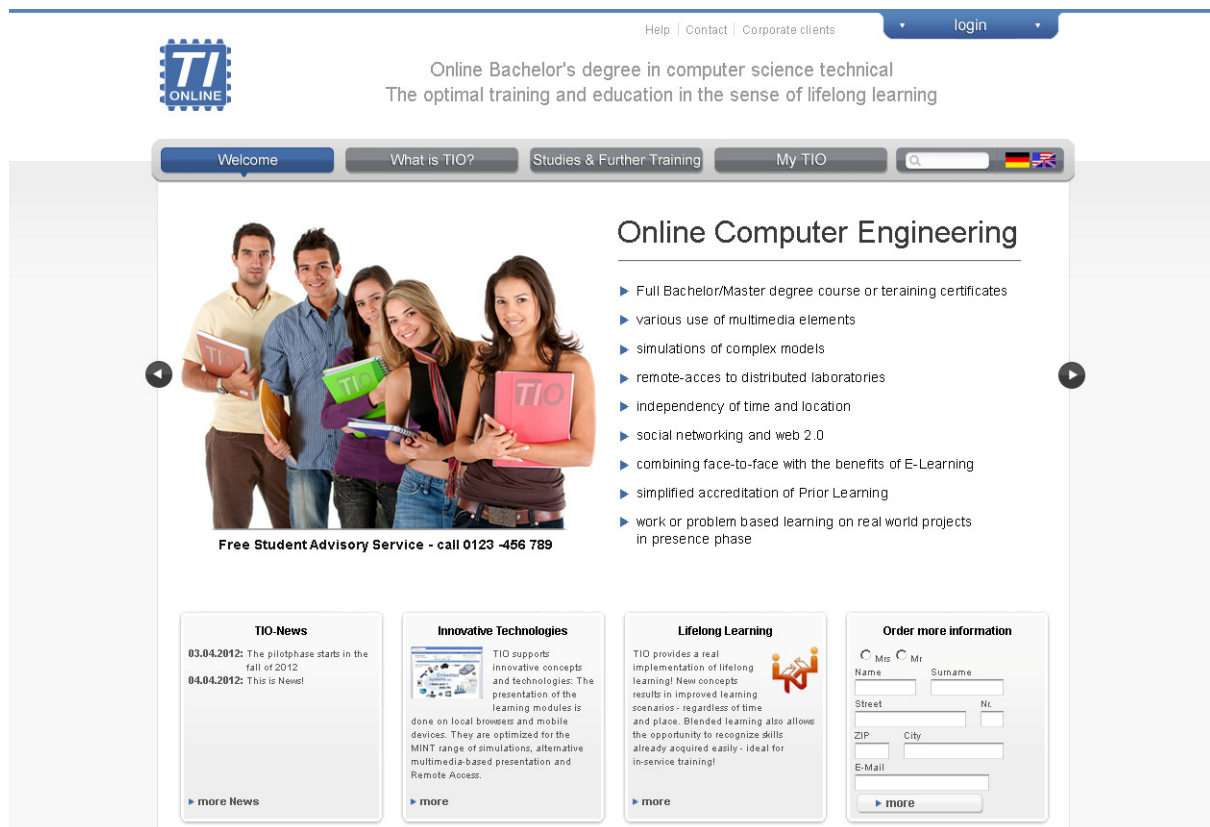 Help Contact Corporate clients
login
TI
ONLINE
Online Bachelor's degree in computer science technical
The optimal training and education in the sense of lifelong learning
Welcome
What is TIO?
Studies & Further Training
My TIO
Online Computer Engineering
Full Bachelor/Master degree course or teraining certificates
various use of multimedia elements
simulations of complex models
remote-acces to distributed laboratories
independency of time and location
social networking and web 2.0
combining face-to-face with the benefits of E-Learning
simplified accreditation of Prior Learning
work or problem based learning on real world projects
in presence phase
TIO
TIO
TIO
Free Student Advisory Service - call 0123 -456 789
TIO-News
03.04.2012: The pilotphase starts in the
fall of 2012
04.04.2012: This is News!
more News
Innovative Technologies
TIO supports
innovative concepts
and technologies: The
presentation of the
learning modules is
done on local browsers and mobile
devices. They are optimized for the
MINT range of simulations, alternative
multimedia-based presentation and
Remote Access.
more
Lifelong Learning
TIO provides a real
implementation of lifelong
learning! New concepts
results in improved learning
scenarios - regardless of time
and place. Blended learning also allows
the opportunity to recognize skills
already acquired easily - ideal for
in-service training!
more
Order more information
Mrs Mr
Name Surname
Street Nr.
ZIP City
E-Mail
more